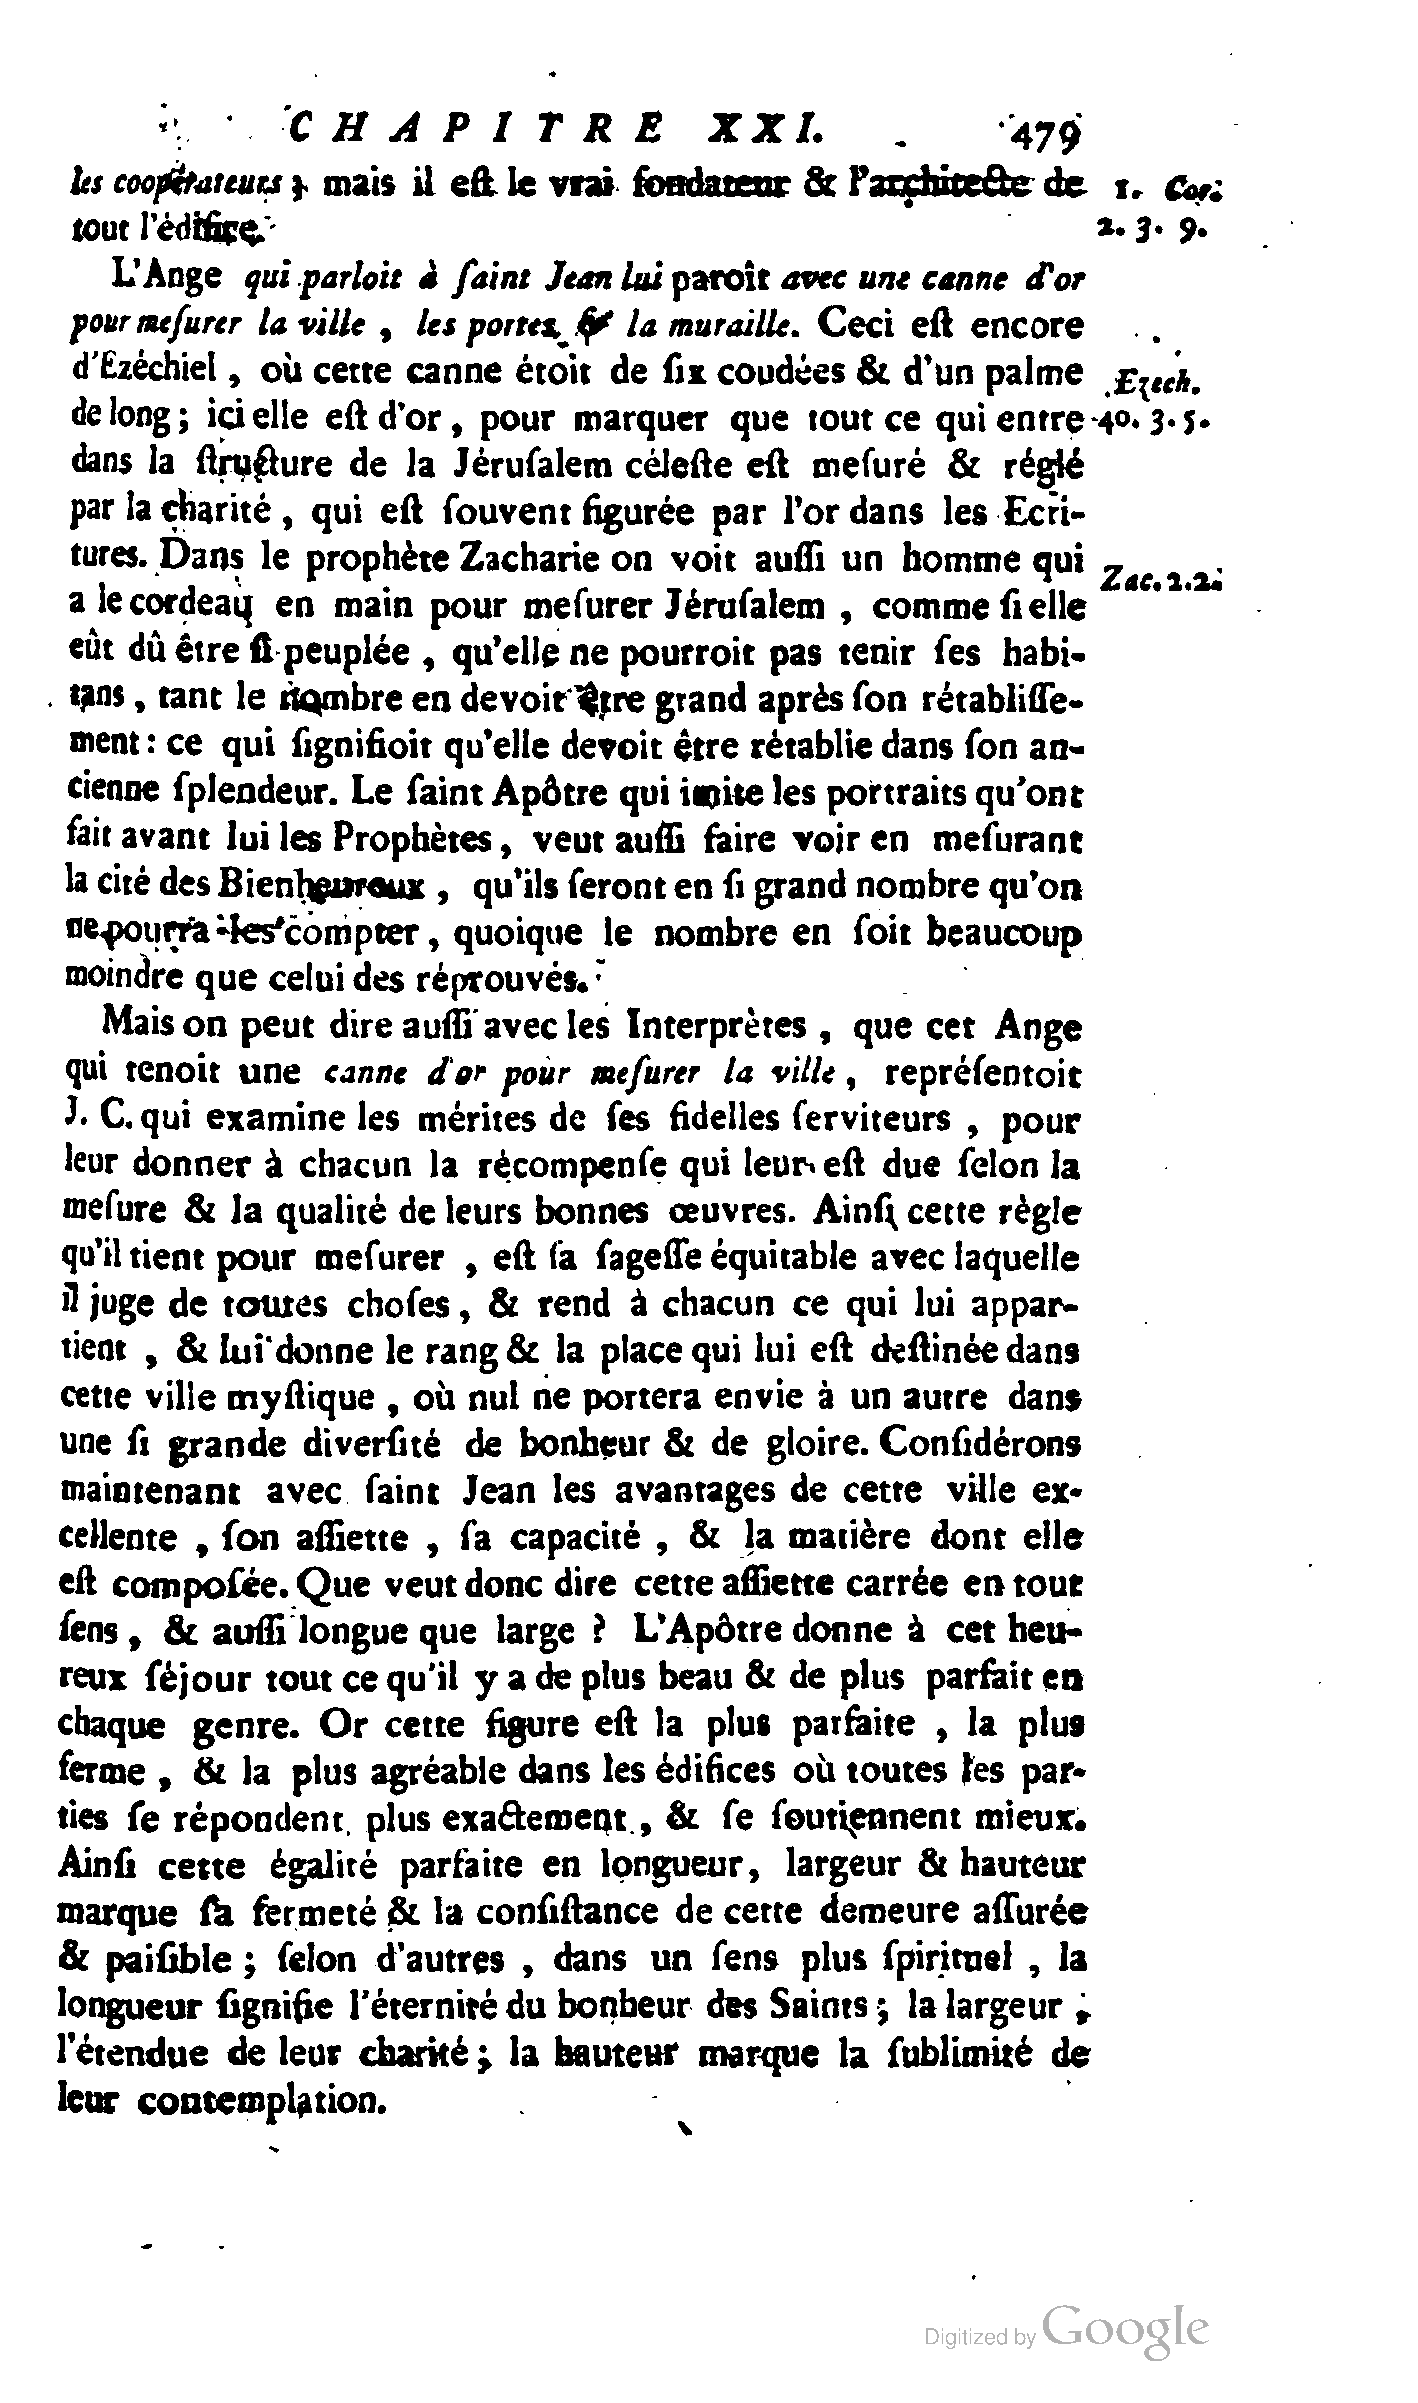 CHAPITRE XXI. 479
les coopérateurs ; mais il eſt le vrai fondateur & l'architecte de 1. Cor.
tout l'édifice. 2. 3. 9.
L'Ange qui parloit à ſaint Jean lui paroît avec une canne d'or
pour meſurer la ville , les portes & la muraille. Ceci eſt encore
d'Ezéchiel , où cette canne étoit de ſix coudées & d'un palme Ezech.
de long ; ici elle eſt d'or , pour marquer que tout ce qui entre 40. 3. 5.
dans la ſtructure de la Jéruſalem céleſte eſt meſuré & réglé
par la charité , qui eſt ſouvent figurée par l'or dans les Ecri-
tures. Dans le prophète Zacharie on voit auſſi un homme qui Zac. 2. 2.
a le cordeau en main pour meſurer Jéruſalem , comme ſi elle
eût dû être ſi peuplée , qu'elle ne pourroit pas tenir ſes habi-
tans , tant le nombre en devoit être grand après ſon rétabliſſe-
ment : ce qui ſignifioit qu'elle devoit être rétablie dans ſon an-
cienne ſplendeur. Le ſaint Apôtre qui imite les portraits qu'ont
fait avant lui les Prophètes , veut auſſi faire voir en meſurant
la cité des Bienheureux , qu'ils ſeront en ſi grand nombre qu'on
ne pourra les compter , quoique le nombre en ſoit beaucoup
moindre que celui des réprouvés.
Mais on peut dire auſſi avec les Interprètes , que cet Ange
qui tenoit une canne d'or pour meſurer la ville , repréſentoit
J. C. qui examine les mérites de ſes fidelles ſerviteurs , pour
leur donner à chacun la récompenſe qui leur eſt due ſelon la
meſure & la qualité de leurs bonnes œuvres. Ainſi cette règle
qu'il tient pour meſurer , eſt ſa ſageſſe équitable avec laquelle
il juge de toutes choſes , & rend à chacun ce qui lui appar-
tient , & lui donne le rang & la place qui lui eſt deſtinée dans
cette ville myſtique , où nul ne portera envie à un autre dans
une ſi grande diverſité de bonheur & de gloire. Conſidérons
maintenant avec ſaint Jean les avantages de cette ville ex-
cellente , ſon aſſiette , ſa capacité , & la matière dont elle
eſt compoſée. Que veut donc dire cette aſſiette carrée en tout
ſens , & auſſi longue que large ? L'Apôtre donne à cet heu-
reux ſéjour tout ce qu'il y a de plus beau & de plus parfait en
chaque genre. Or cette figure eſt la plus parfaite , la plus
ferme , & la plus agréable dans les édifices où toutes les par-
ties ſe répondent plus exactement , & ſe ſoutiennent mieux.
Ainſi cette égalité parfaite en longueur , largeur & hauteur
marque ſa fermeté & la conſiſtance de cette demeure aſſurée
& paiſible ; ſelon d'autres , dans un ſens plus ſpirituel , la
longueur ſignifie l'éternité du bonheur des Saints ; la largeur ;
l'étendue de leur charité ; la hauteur marque la ſublimité de
leur contemplation.
Digitized by Google